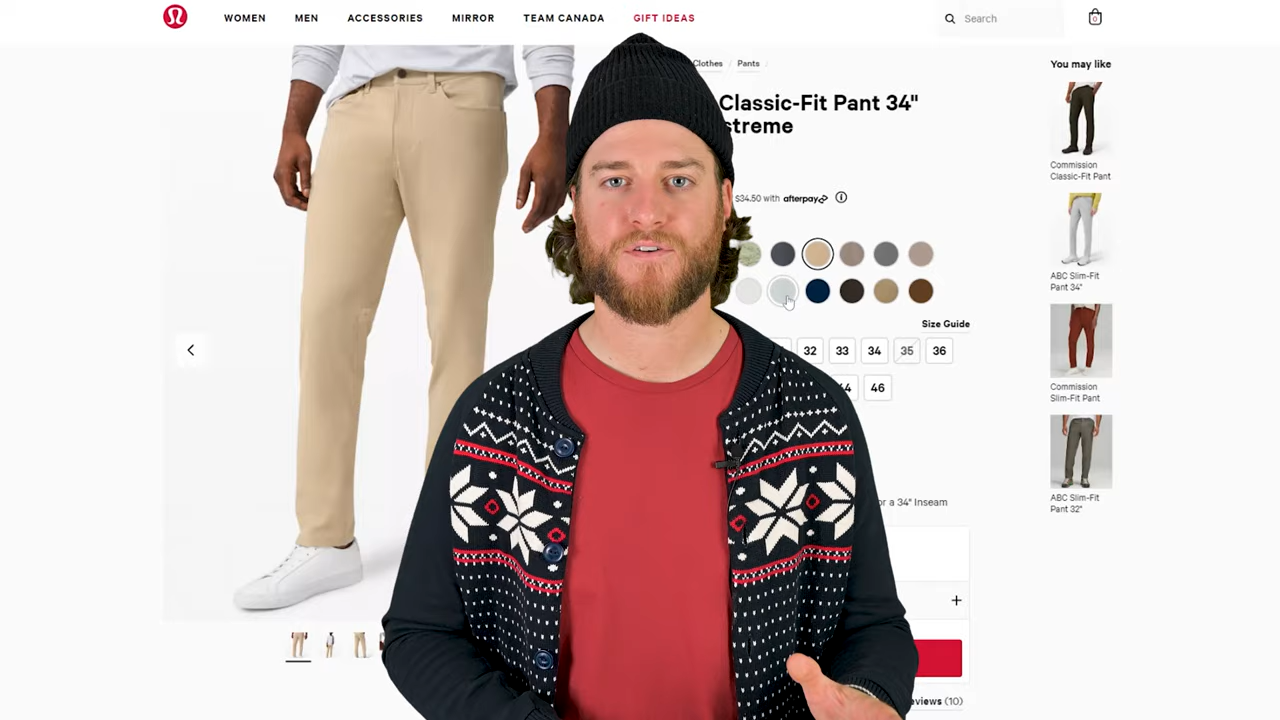 WOMEN MEN ACCESSORIES MIRROR TEAM CANADA GIFT IDEAS Search 0
Clothes / Pants /
Classic-Fit Pant 34"
$34.50 with afterpay
Size Guide
32 33 34 35 36
46
or a 34" Inseam
+
(10)
You may like
Commission
Classic-Fit Pant
ABC Slim-Fit
Pant 34"
Commission
Slim-Fit Pant
ABC Slim-Fit
Pant 32"